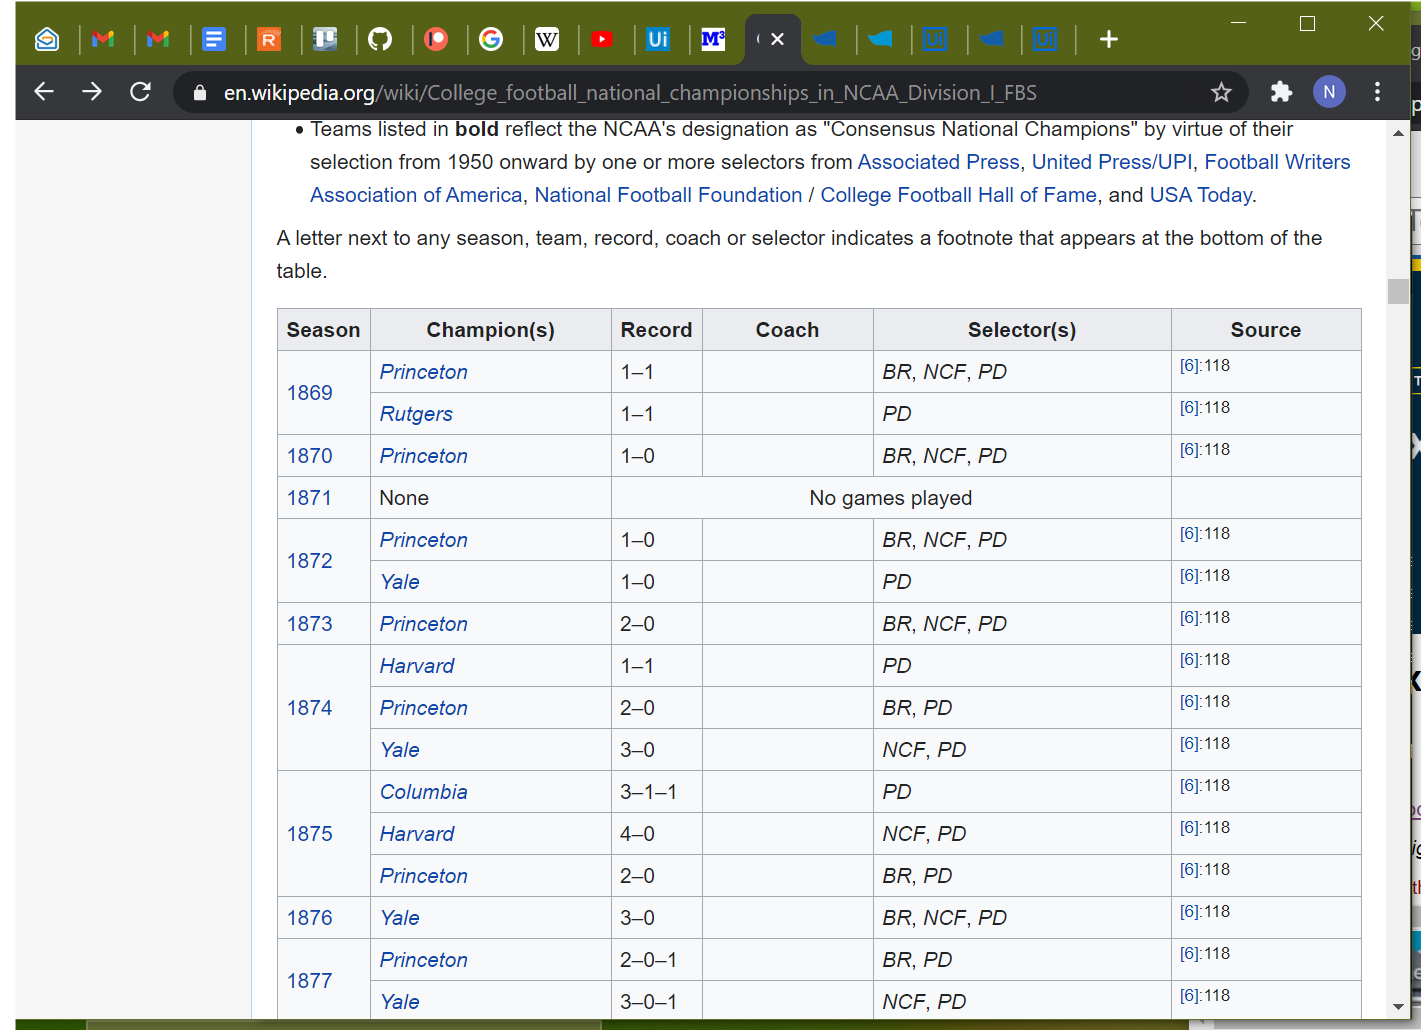 en.wikipedia.org/wiki/College_football_national_championships_in_NCAA_Division_I_FBS
N
Teams listed in bold reflect the NCAA's designation as "Consensus National Champions" by virtue of their
selection from 1950 onward by one or more selectors from Associated Press, United Press/UPI, Football Writers
Association of America, National Football Foundation / College Football Hall of Fame, and USA Today.
A letter next to any season, team, record, coach or selector indicates a footnote that appears at the bottom of the
table.
Season Champion(s) Record Coach Selector(s) Source
1869 Princeton 1–1 BR, NCF, PD [6]:118
Rutgers 1–1 PD [6]:118
1870 Princeton 1–0 BR, NCF, PD [6]:118
1871 None No games played
1872 Princeton 1–0 BR, NCF, PD [6]:118
Yale 1–0 PD [6]:118
1873 Princeton 2–0 BR, NCF, PD [6]:118
1874 Harvard 1–1 PD [6]:118
Princeton 2–0 BR, PD [6]:118
Yale 3–0 NCF, PD [6]:118
1875 Columbia 3–1–1 PD [6]:118
Harvard 4–0 NCF, PD [6]:118
Princeton 2–0 BR, PD [6]:118
1876 Yale 3–0 BR, NCF, PD [6]:118
1877 Princeton 2–0–1 BR, PD [6]:118
Yale 3–0–1 NCF, PD [6]:118